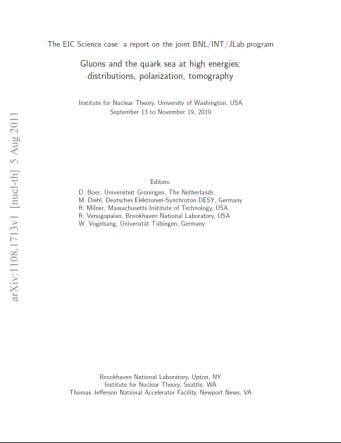 The EIC Science case: a report on the joint BNL/INT/JLab program
Gluons and the quark sea at high energies:
distributions, polarization, tomography
Institute for Nuclear Theory, University of Washington, USA
September 13 to November 19, 2010
arXiv:1108.1713v1 [nucl-th] 5 Aug 2011
Editors:
D. Boer, Universiteit Groningen, The Netherlands
M. Diehl, Deutsches Elektronen-Synchroton DESY, Germany
R. Milner, Massachusetts Institute of Technology, USA
R. Venugopalan, Brookhaven National Laboratory, USA
W. Vogelsang, Universität Tübingen, Germany
Brookhaven National Laboratory, Upton, NY
Institute for Nuclear Theory, Seattle, WA
Thomas Jefferson National Accelerator Facility, Newport News, VA